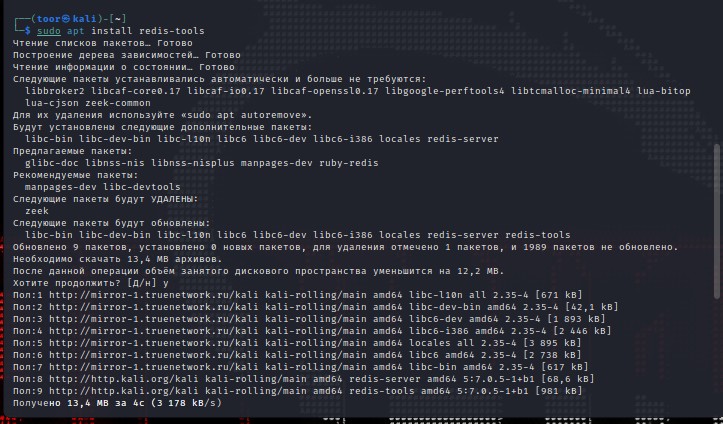 ┌──(toor㉿kali)-[~]
└─$ sudo apt install redis-tools
Чтение списков пакетов… Готово
Построение дерева зависимостей… Готово
Чтение информации о состоянии… Готово
Следующие пакеты устанавливались автоматически и больше не требуются:
  libbroker2 libcaf-core0.17 libcaf-io0.17 libcaf-openssl0.17 libgoogle-perftools4 libtcmalloc-minimal4 lua-bitop
  lua-cjson zeek-common
Для их удаления используйте «sudo apt autoremove».
Будут установлены следующие дополнительные пакеты:
  libc-bin libc-dev-bin libc-l10n libc6 libc6-dev libc6-i386 locales redis-server
Предлагаемые пакеты:
  glibc-doc libnss-nis libnss-nisplus manpages-dev ruby-redis
Рекомендуемые пакеты:
  manpages-dev libc-devtools
Следующие пакеты будут УДАЛЕНЫ:
  zeek
Следующие пакеты будут обновлены:
  libc-bin libc-dev-bin libc-l10n libc6 libc6-dev libc6-i386 locales redis-server redis-tools
Обновлено 9 пакетов, установлено 0 новых пакетов, для удаления отмечено 1 пакетов, и 1989 пакетов не обновлено.
Необходимо скачать 13,4 MB архивов.
После данной операции объём занятого дискового пространства уменьшится на 12,2 MB.
Хотите продолжить? [Д/н] y
Пол:1 http://mirror-1.truenetwork.ru/kali kali-rolling/main amd64 libc-l10n all 2.35-4 [671 kB]
Пол:2 http://mirror-1.truenetwork.ru/kali kali-rolling/main amd64 libc-dev-bin amd64 2.35-4 [42,1 kB]
Пол:3 http://mirror-1.truenetwork.ru/kali kali-rolling/main amd64 libc6-dev amd64 2.35-4 [1 893 kB]
Пол:4 http://mirror-1.truenetwork.ru/kali kali-rolling/main amd64 libc6-i386 amd64 2.35-4 [2 446 kB]
Пол:5 http://mirror-1.truenetwork.ru/kali kali-rolling/main amd64 locales all 2.35-4 [3 895 kB]
Пол:6 http://mirror-1.truenetwork.ru/kali kali-rolling/main amd64 libc6 amd64 2.35-4 [2 738 kB]
Пол:7 http://mirror-1.truenetwork.ru/kali kali-rolling/main amd64 libc-bin amd64 2.35-4 [617 kB]
Пол:8 http://http.kali.org/kali kali-rolling/main amd64 redis-server amd64 5:7.0.5-1+b1 [68,6 kB]
Пол:9 http://http.kali.org/kali kali-rolling/main amd64 redis-tools amd64 5:7.0.5-1+b1 [981 kB]
Получено 13,4 MB за 4с (3 178 kB/s)